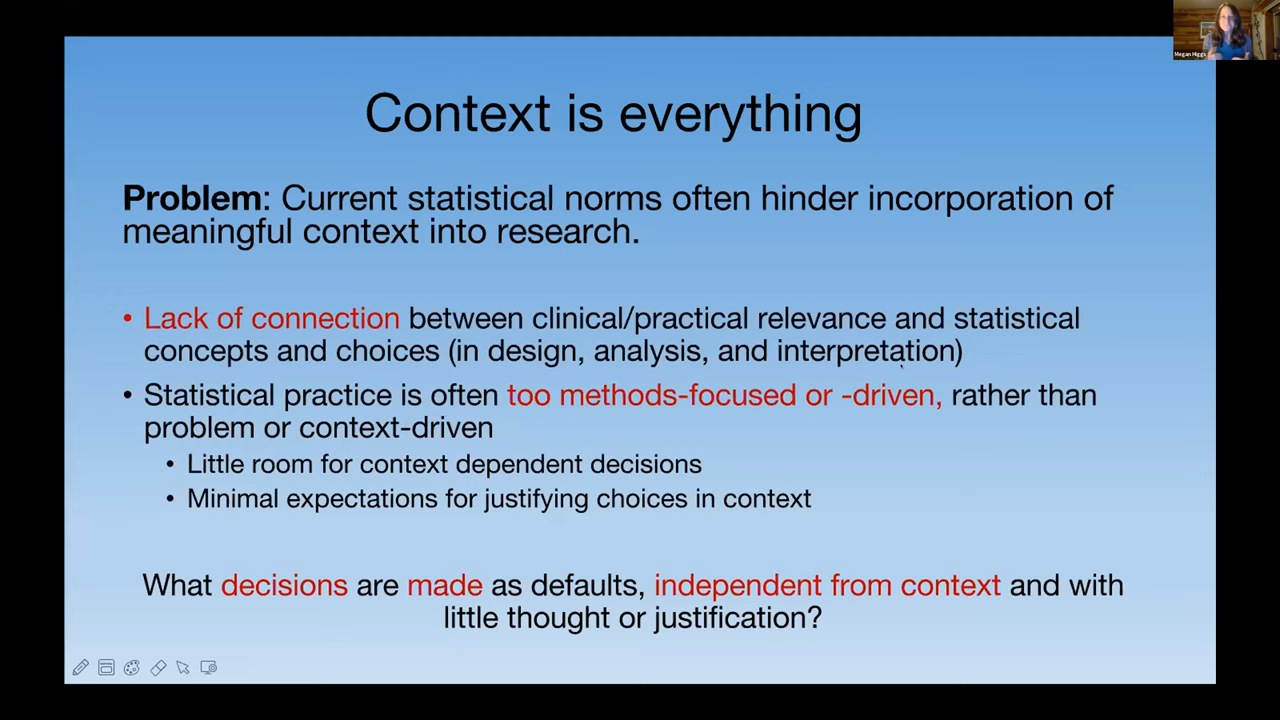 Megan Higgs
Context is everything
Problem: Current statistical norms often hinder incorporation of
meaningful context into research.
• Lack of connection between clinical/practical relevance and statistical
concepts and choices (in design, analysis, and interpretation)
• Statistical practice is often too methods-focused or -driven, rather than
problem or context-driven
• Little room for context dependent decisions
• Minimal expectations for justifying choices in context
What decisions are made as defaults, independent from context and with
little thought or justification?